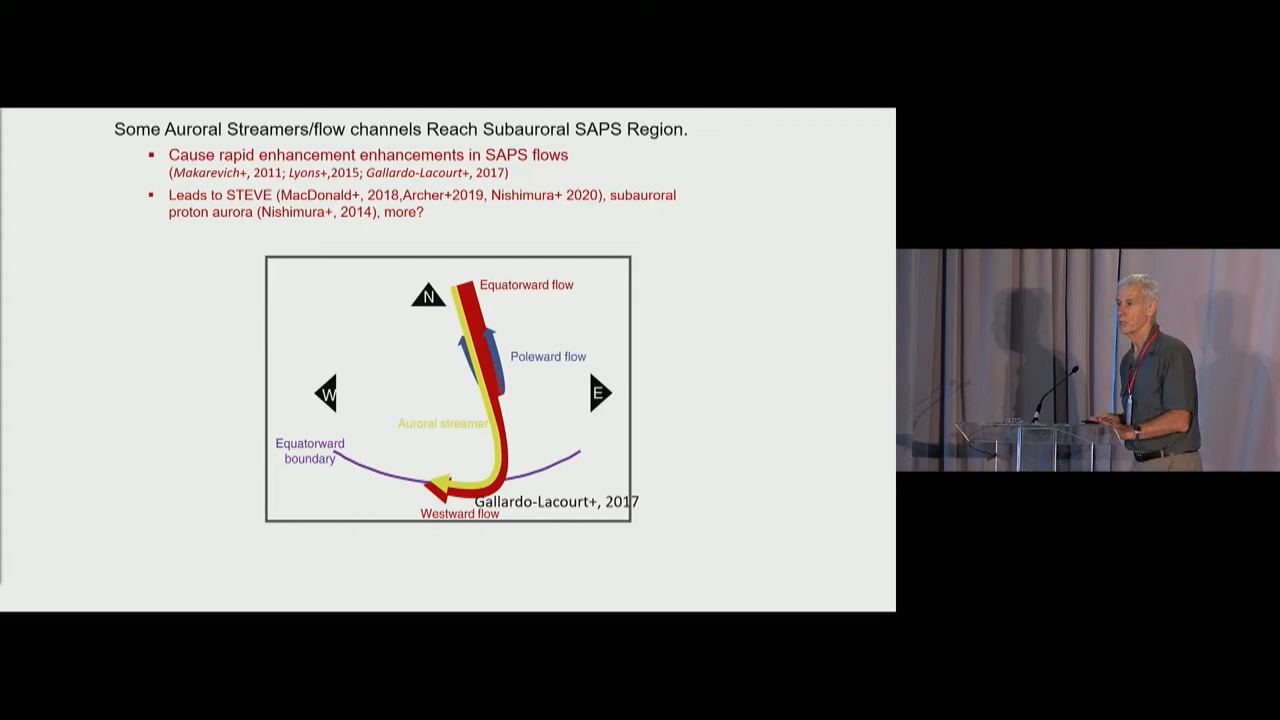 Some Auroral Streamers/flow channels Reach Subauroral SAPS Region.
Cause rapid enhancement enhancements in SAPS flows
(Makarevich+, 2011; Lyons+,2015; Gallardo-Lacourt+, 2017)
Leads to STEVE (MacDonald+, 2018,Archer+2019, Nishimura+ 2020), subauroral
proton aurora (Nishimura+, 2014), more?
Equatorward flow
N
Poleward flow
W
E
Auroral streamer
Equatorward
boundary
Gallardo-Lacourt+, 2017
Westward flow